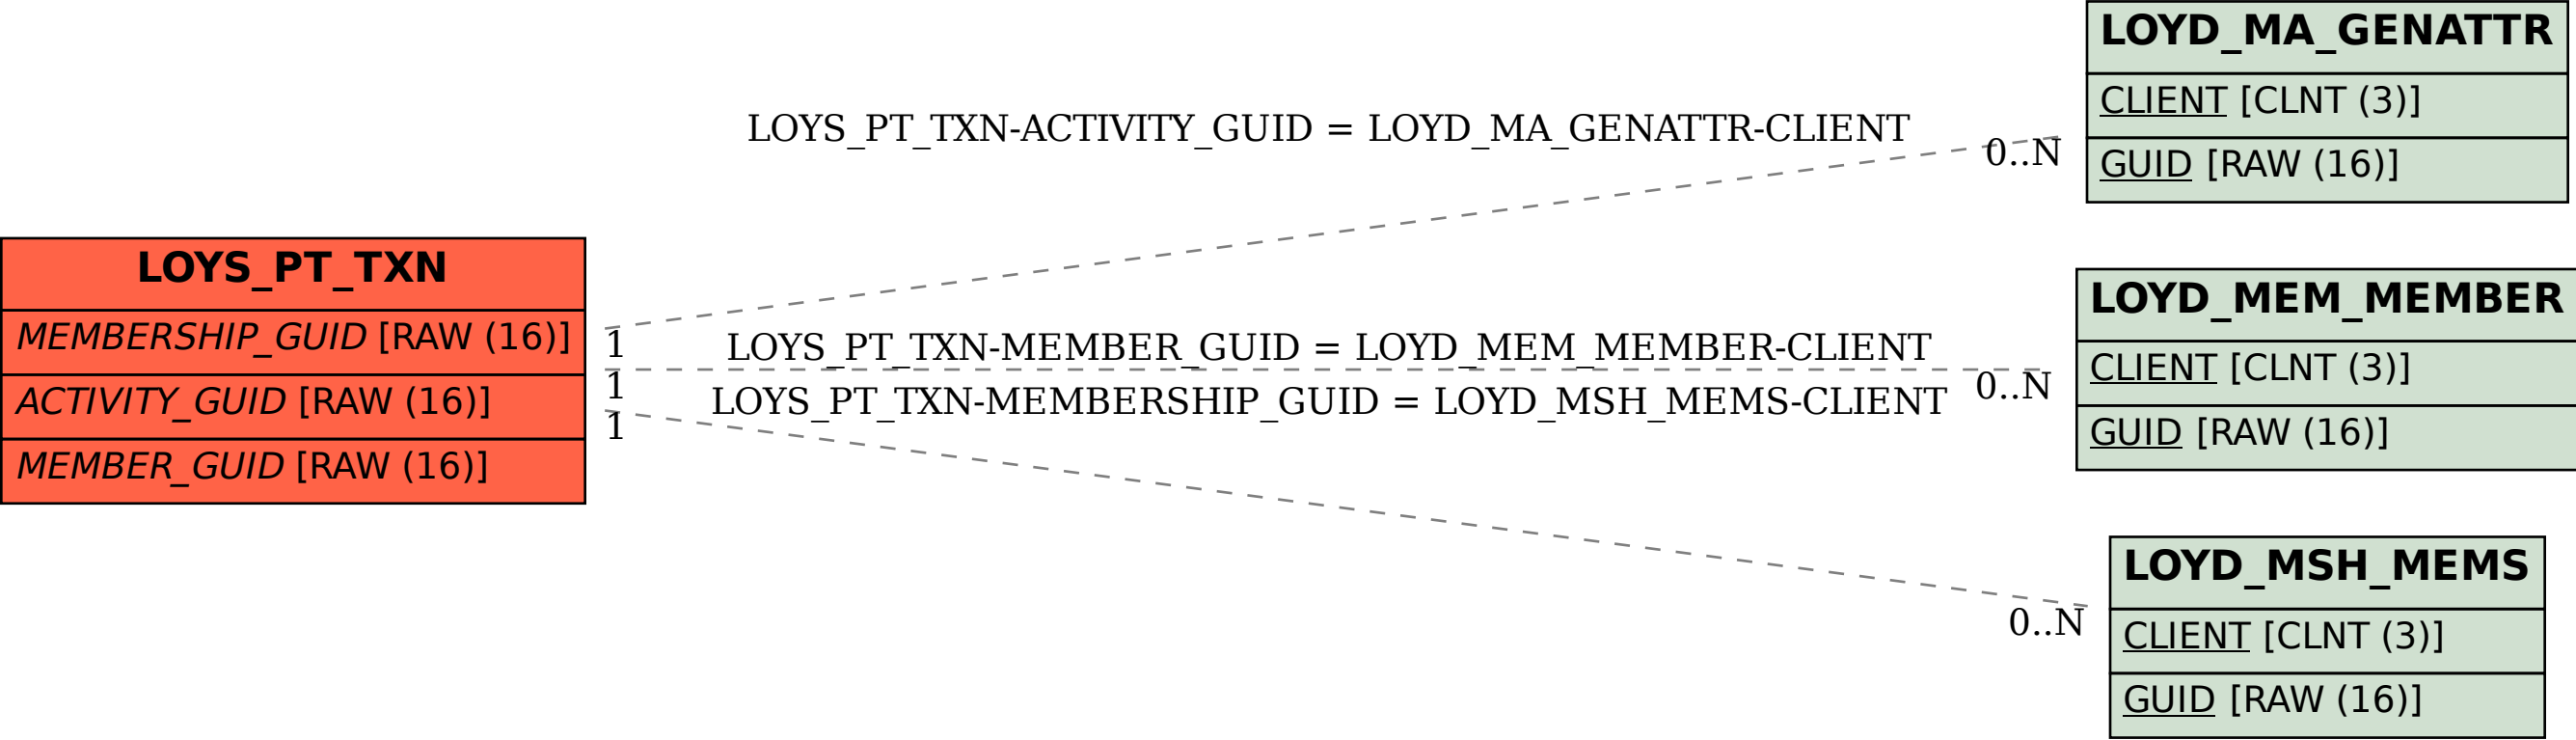 LOYS_PT_TXN
MEMBERSHIP_GUID [RAW (16)]
ACTIVITY_GUID [RAW (16)]
MEMBER_GUID [RAW (16)]
LOYS_PT_TXN-ACTIVITY_GUID = LOYD_MA_GENATTR-CLIENT
0..N
1
LOYS_PT_TXN-MEMBER_GUID = LOYD_MEM_MEMBER-CLIENT
0..N
1
LOYS_PT_TXN-MEMBERSHIP_GUID = LOYD_MSH_MEMS-CLIENT
0..N
1
LOYD_MA_GENATTR
CLIENT [CLNT (3)]
GUID [RAW (16)]
LOYD_MEM_MEMBER
CLIENT [CLNT (3)]
GUID [RAW (16)]
LOYD_MSH_MEMS
CLIENT [CLNT (3)]
GUID [RAW (16)]